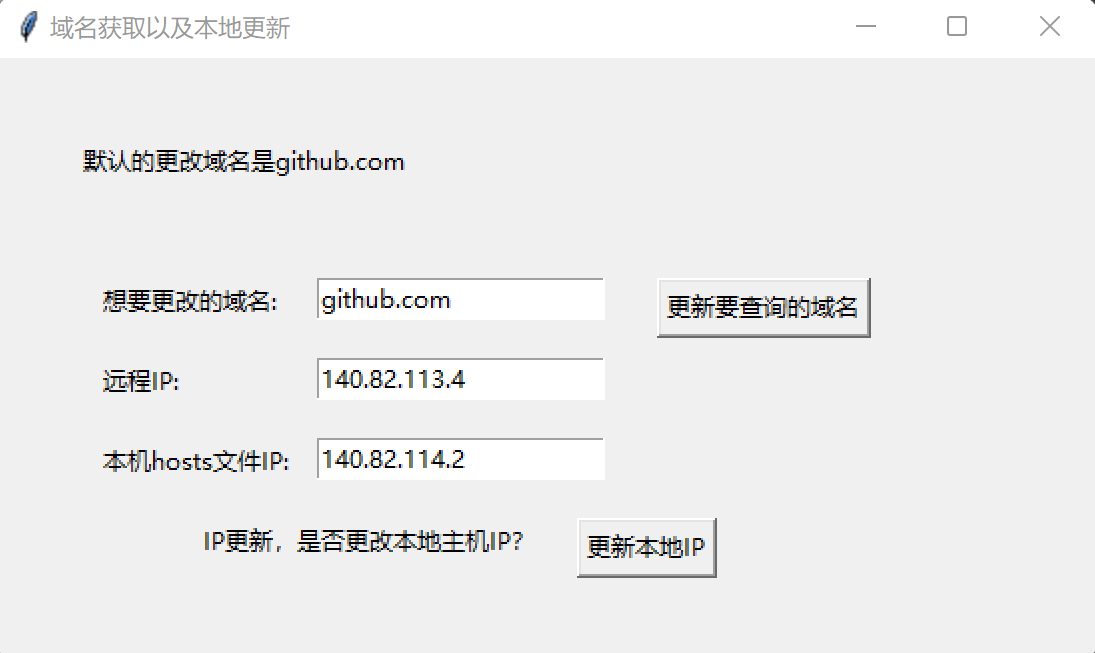 域名获取以及本地更新
默认的更改域名是github.com
想要更改的域名: github.com 更新要查询的域名
远程IP: 140.82.113.4
本机hosts文件IP: 140.82.114.2
IP更新，是否更改本地主机IP? 更新本地IP